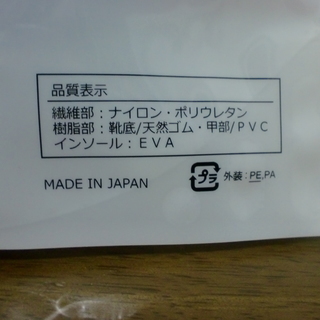 品質表示
繊維部：ナイロン・ポリウレタン
樹脂部：靴底/天然ゴム・甲部/ＰＶＣ
インソール：ＥＶＡ
MADE IN JAPAN
プラ 外装：PE,PA